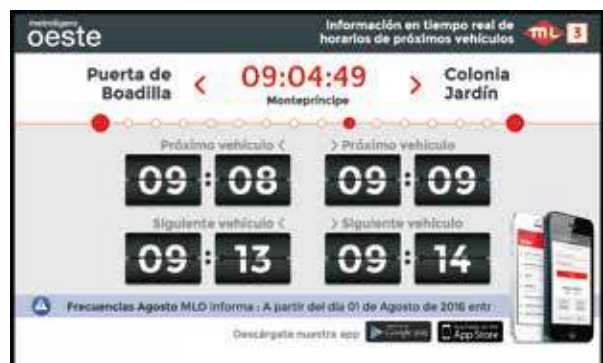 metroligero
oeste
Información en tiempo real de
horarios de próximos vehículos
ML 3
Puerta de
Boadilla
< 09:04:49 >
Montepríncipe
Colonia
Jardín
Próximo vehículo <
09:08
> Próximo vehículo
09:09
Siguiente vehículo <
09:13
> Siguiente vehículo
09:14
Frecuencias Agosto MLO informa : A partir del día 01 de Agosto de 2016 entr
Descárgate nuestra app
Google play
App Store